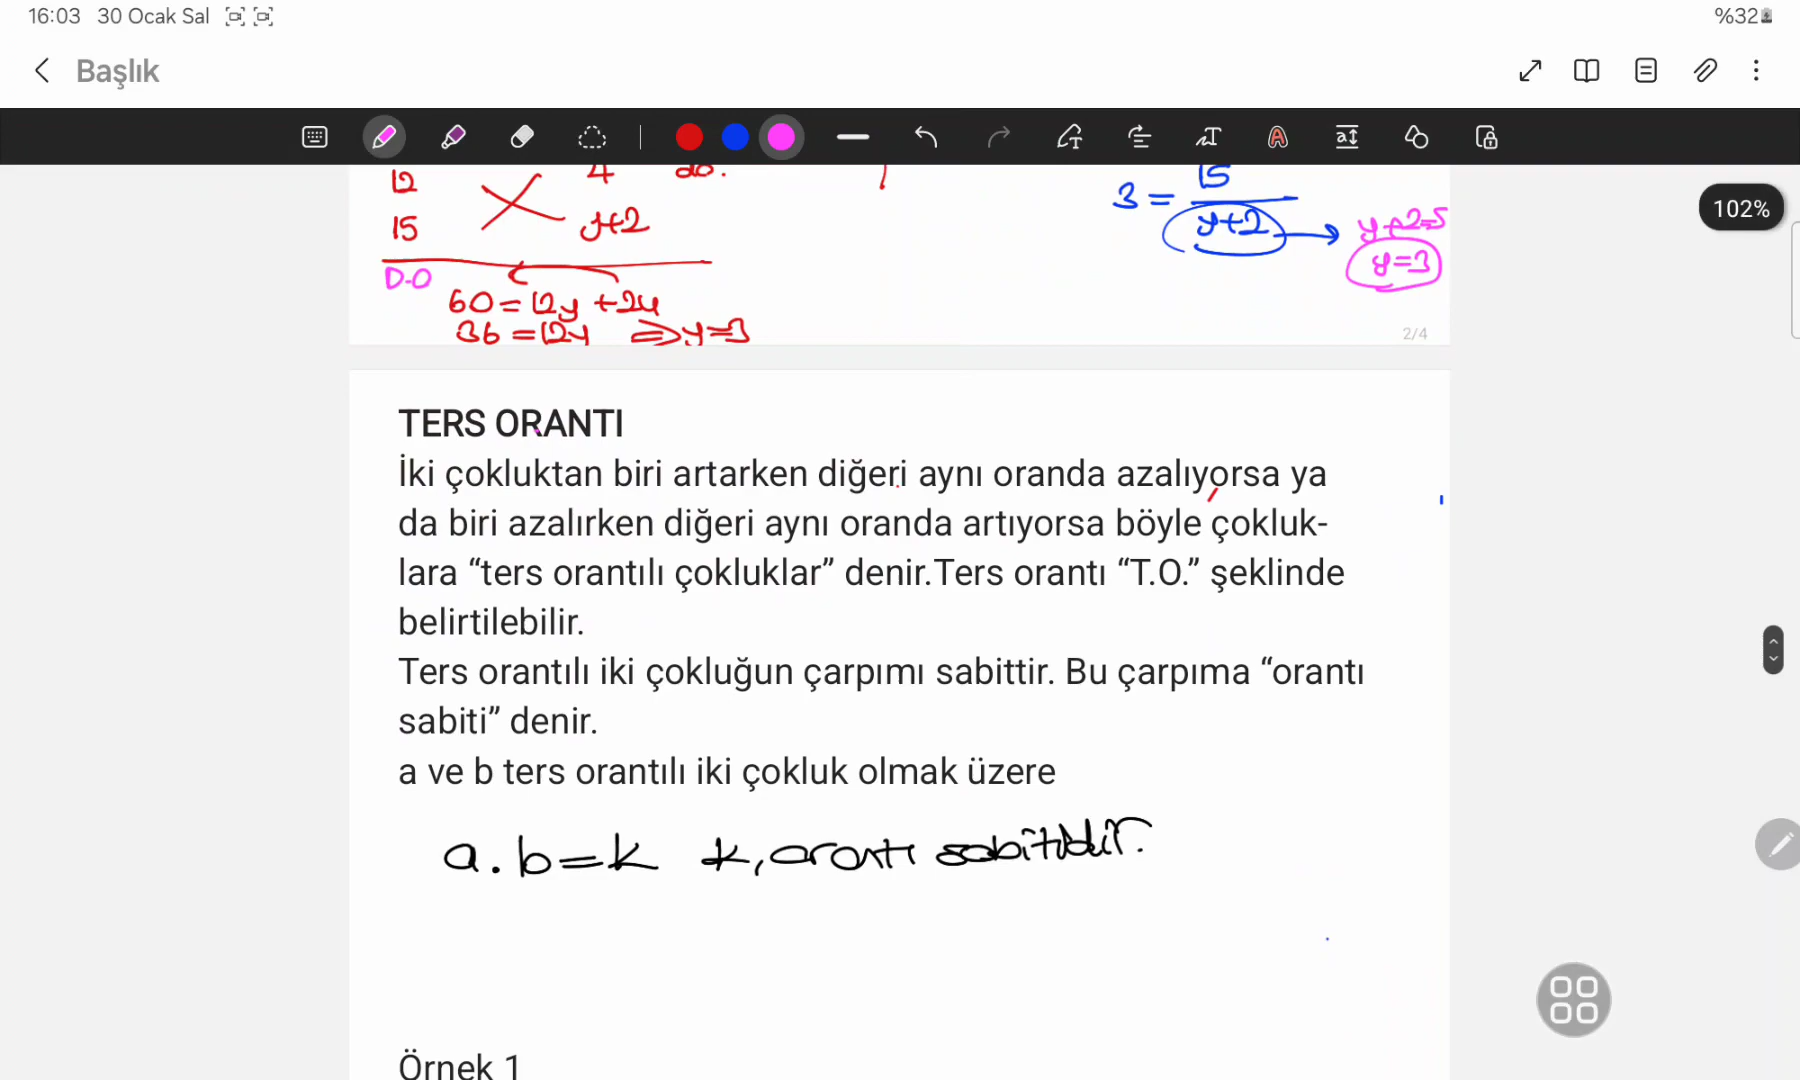 16:03 30 Ocak Sal
%32
Başlık
102%
12 4 do.
15 y+2
D.O
60=12y+24
36=12y ⇒y=3
15
3=
y+2
y+2=5
y=3
2/4
TERS ORANTI
İki çokluktan biri artarken diğeri aynı oranda azalıyorsa ya
da biri azalırken diğeri aynı oranda artıyorsa böyle çokluk-
lara “ters orantılı çokluklar” denir.Ters orantı “T.O.” şeklinde
belirtilebilir.
Ters orantılı iki çokluğun çarpımı sabittir. Bu çarpıma “orantı
sabiti” denir.
a ve b ters orantılı iki çokluk olmak üzere
a.b=k k, orantı sabitidir.
Örnek 1